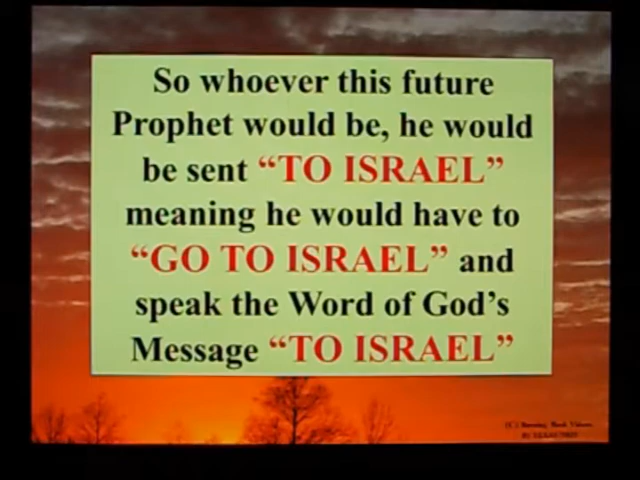 So whoever this future
Prophet would be, he would
be sent “TO ISRAEL”
meaning he would have to
“GO TO ISRAEL” and
speak the Word of God’s
Message “TO ISRAEL”